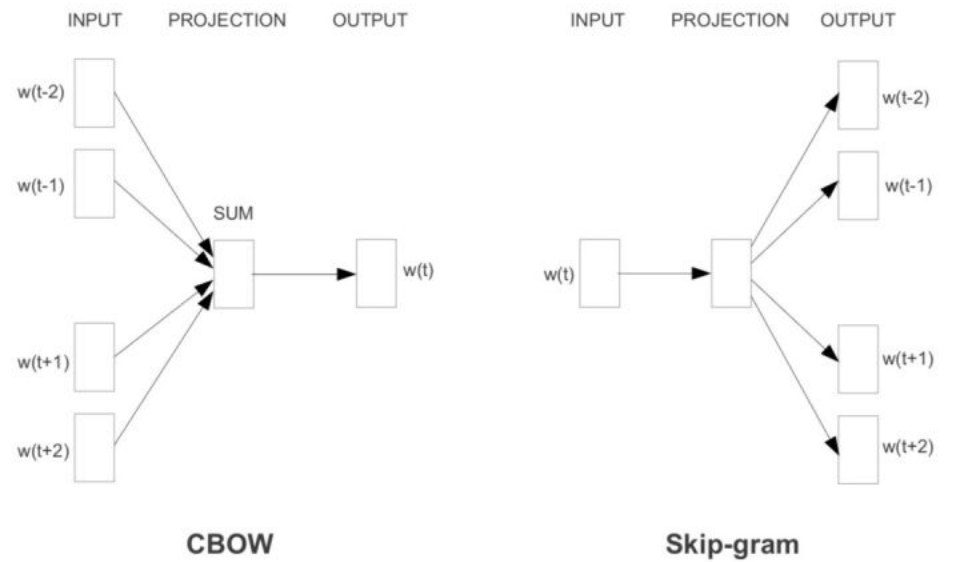 INPUT PROJECTION OUTPUT
w(t-2)
w(t-1)
SUM
w(t)
w(t+1)
w(t+2)
CBOW
INPUT PROJECTION OUTPUT
w(t-2)
w(t-1)
w(t)
w(t+1)
w(t+2)
Skip-gram